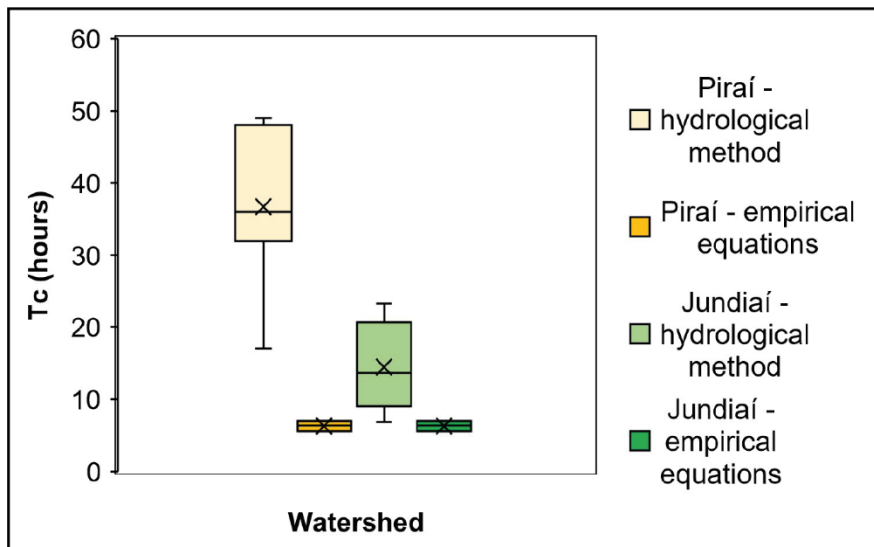 60
50
40
30
20
10
0
Tc (hours)
Watershed
Piraí -
hydrological
method
Piraí - empirical
equations
Jundiaí -
hydrological
method
Jundiaí -
empirical
equations